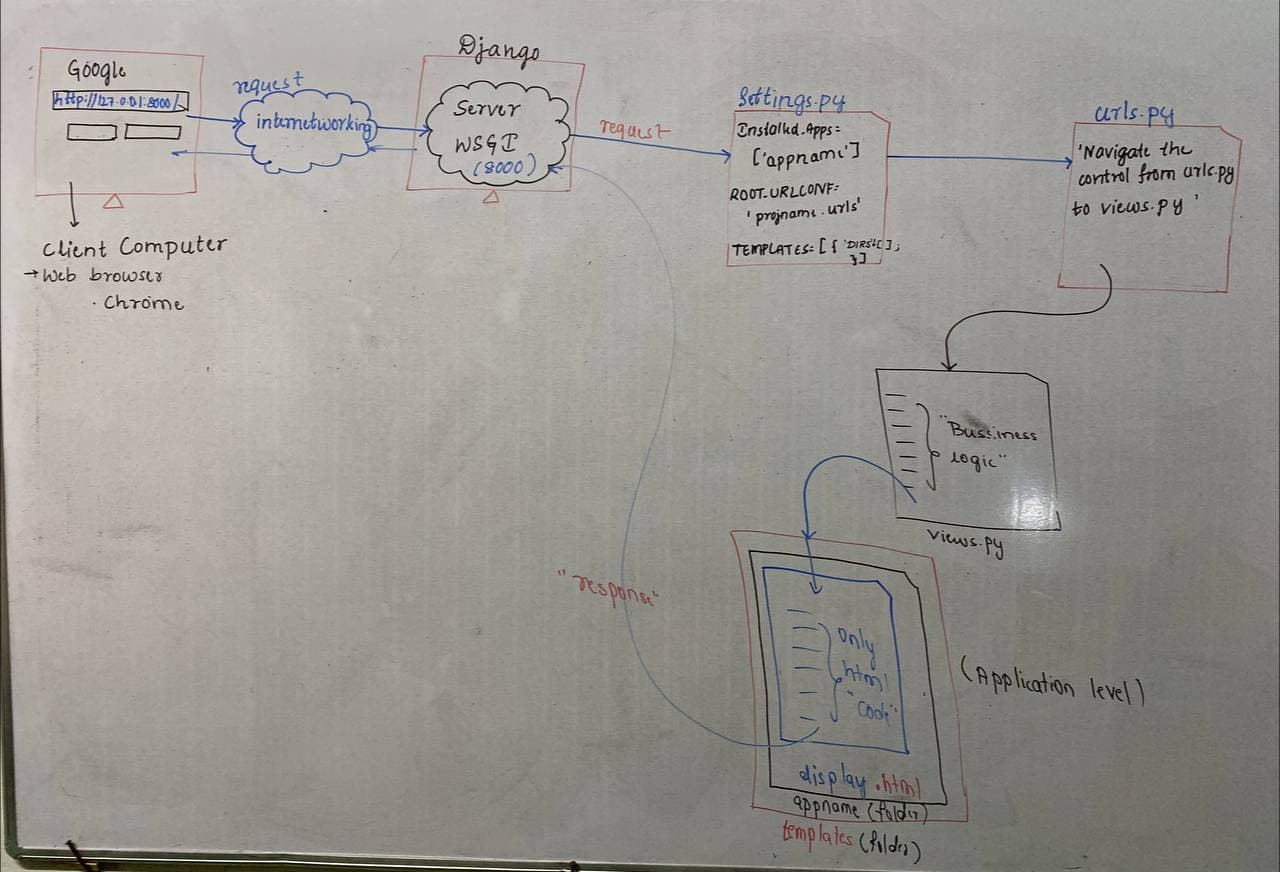 Google
http://127.0.0.1:8000/
request
internetworking
Django
Server
WSGI
(8000)
request
Settings.py
Installed.Apps=
['appname']
ROOT_URLCONF=
'projname.urls'
TEMPLATES=[{'DIRS':[],
}]
urls.py
'Navigate the
control from urls.py
to views.py'
Client Computer
→ Web browser
. Chrome
"Bussiness
logic"
views.py
"response"
Only
html
"Code"
(Application level)
display.html
appname (folder)
templates (folder)